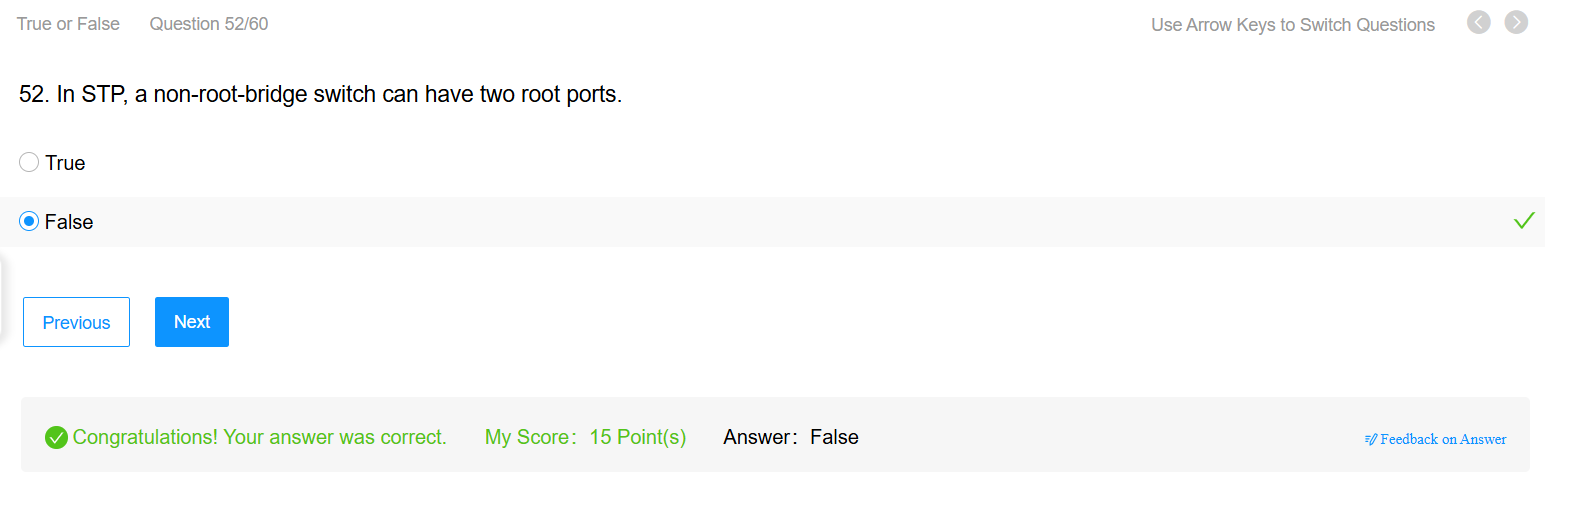 True or False Question 52/60 Use Arrow Keys to Switch Questions
52. In STP, a non-root-bridge switch can have two root ports.
True
False
Previous Next
Congratulations! Your answer was correct. My Score: 15 Point(s) Answer: False Feedback on Answer